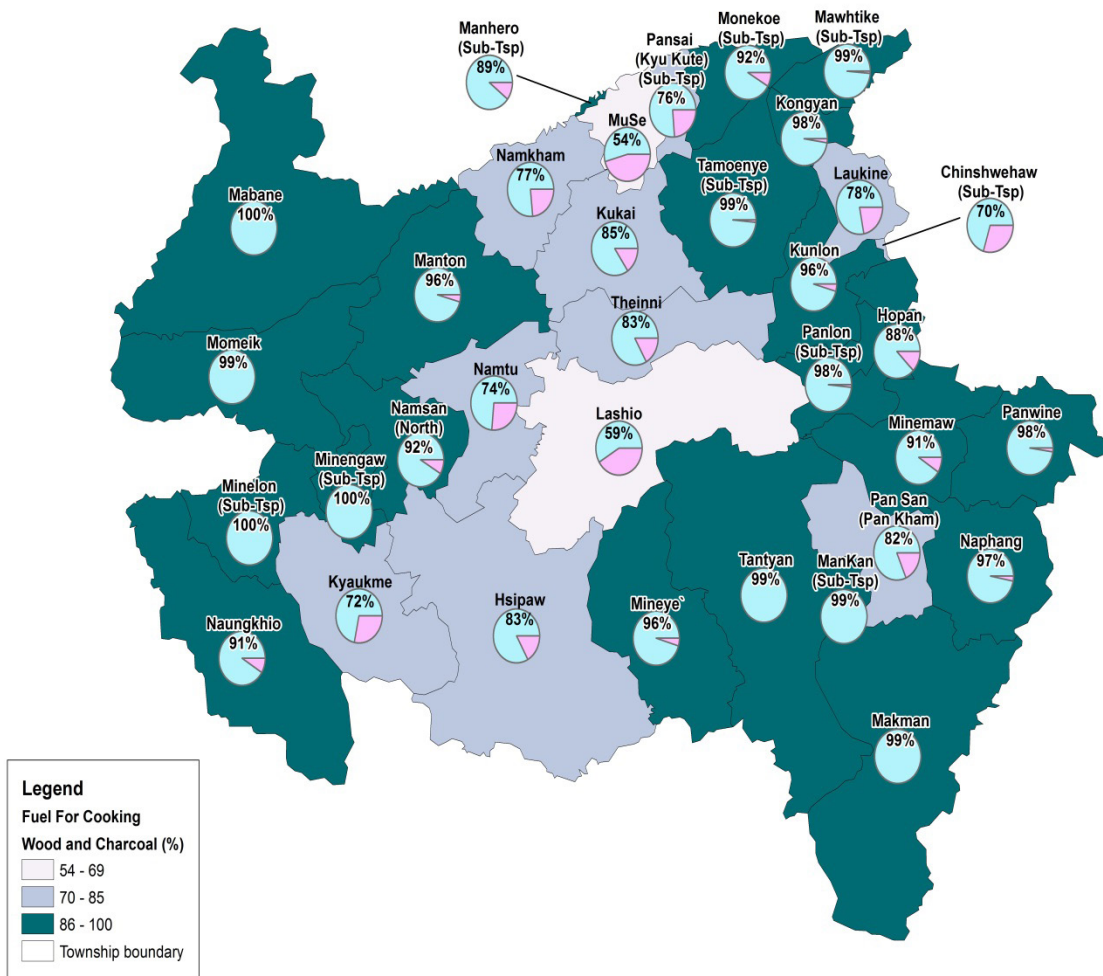 Manhero
(Sub-Tsp)
89%
Pansai
(Kyu Kute)
(Sub-Tsp)
76%
Monekoe
(Sub-Tsp)
92%
Mawhtike
(Sub-Tsp)
99%
Kongyan
98%
MuSe
54%
Namkham
77%
Tamoenye
(Sub-Tsp)
99%
Laukine
78%
Chinshwehaw
(Sub-Tsp)
70%
Mabane
100%
Kukai
85%
Manton
96%
Kunlon
96%
Theinni
83%
Hopan
88%
Momeik
99%
Panlon
(Sub-Tsp)
98%
Namtu
74%
Namsan
(North)
92%
Lashio
59%
Minemaw
91%
Panwine
98%
Minengaw
(Sub-Tsp)
100%
Minelon
(Sub-Tsp)
100%
Pan San
(Pan Kham)
82%
Naphang
97%
Tantyan
99%
ManKan
(Sub-Tsp)
99%
Kyaukme
72%
Hsipaw
83%
Mineye`
96%
Naungkhio
91%
Makman
99%
Legend
Fuel For Cooking
Wood and Charcoal (%)
54 - 69
70 - 85
86 - 100
Township boundary